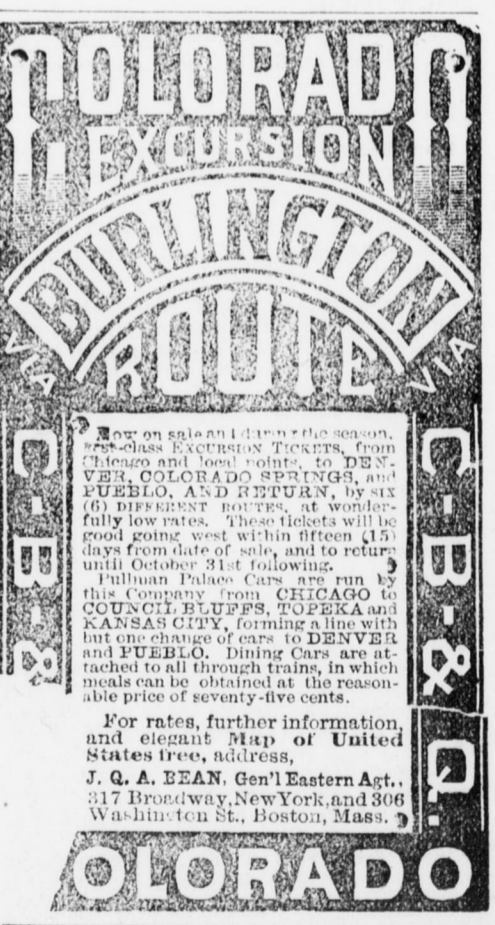 COLORADO
EXCURSION
BURLINGTON
ROUTE
VIA
VIA
C-B-&
C-B-& Q.
Now on sale and during the season,
First-class EXCURSION TICKETS, from
Chicago and local points, to DEN-
VER, COLORADO SPRINGS, and
PUEBLO, AND RETURN, by six
(6) DIFFERENT ROUTES, at wonder-
fully low rates. These tickets will be
good going west within fifteen (15)
days from date of sale, and to return
until October 31st following.
Pullman Palace Cars are run by
this Company from CHICAGO to
COUNCIL BLUFFS, TOPEKA and
KANSAS CITY, forming a line with
but one change of cars to DENVER
and PUEBLO. Dining Cars are at-
tached to all through trains, in which
meals can be obtained at the reason-
able price of seventy-five cents.
For rates, further information,
and elegant Map of United
States free, address,
J. Q. A. BEAN, Gen'l Eastern Agt.,
317 Broadway, New York, and 306
Washington St., Boston, Mass.
OLORADO